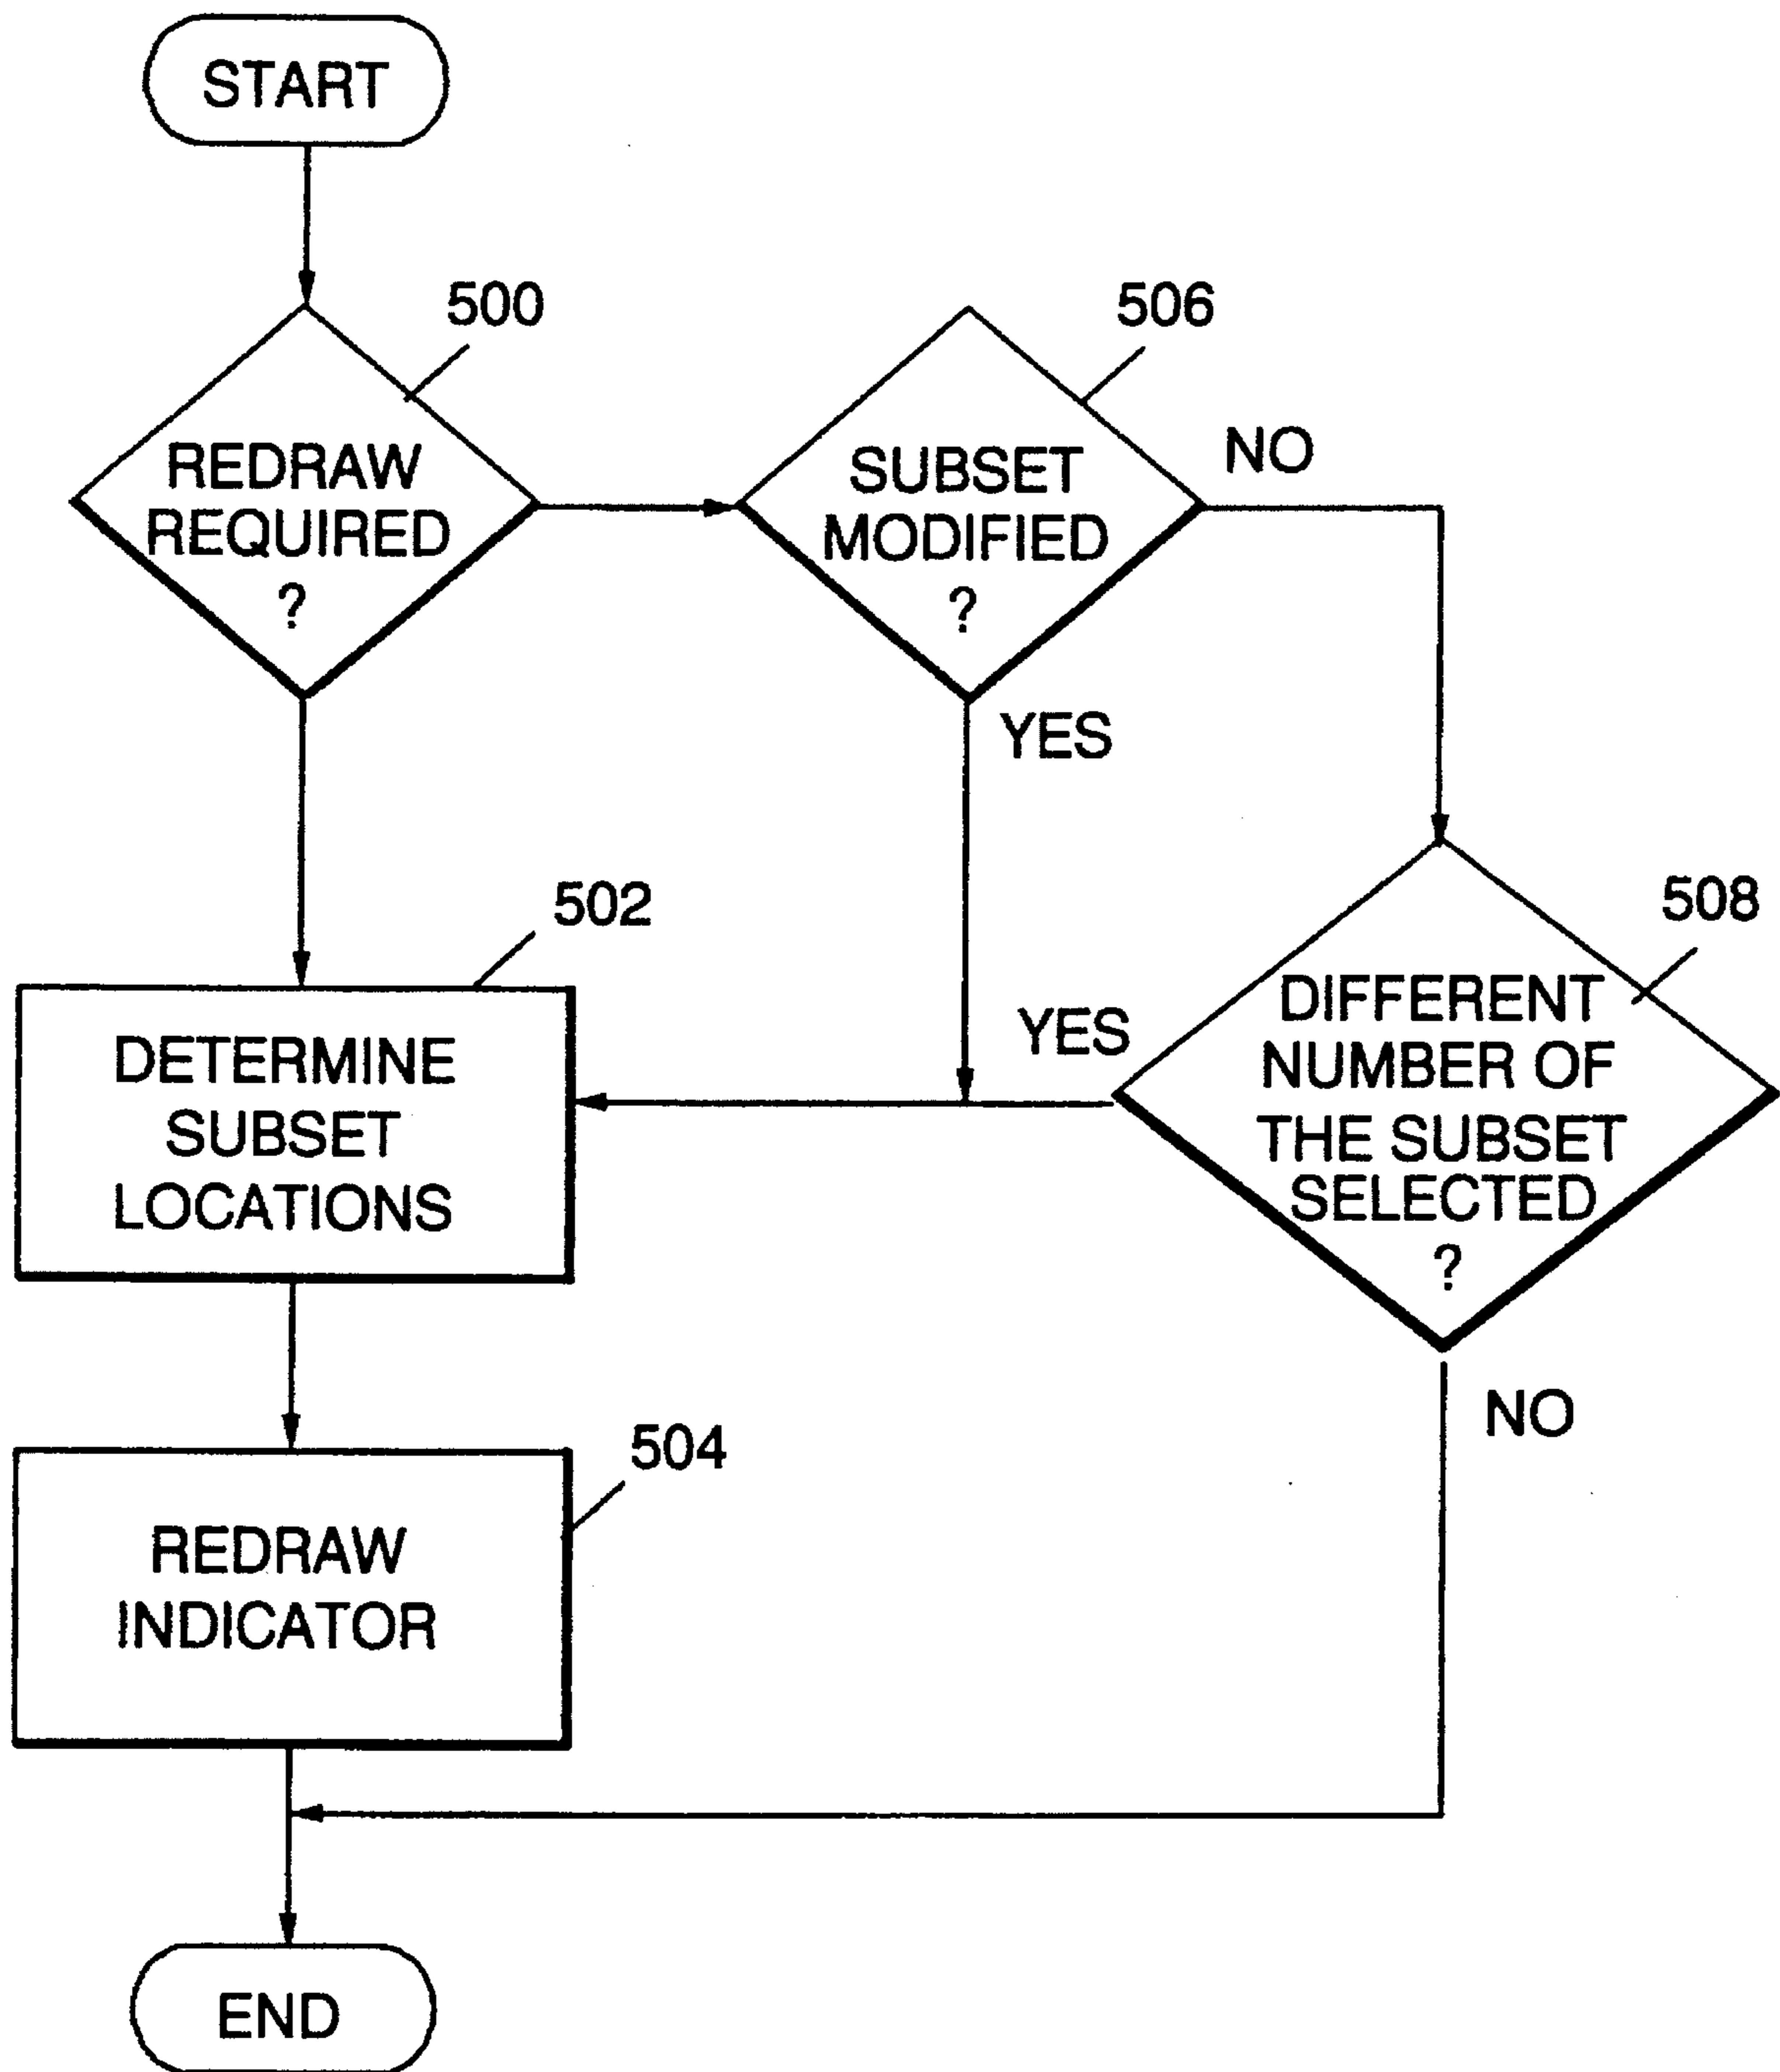 START
500
REDRAW
REQUIRED
?
506
SUBSET
MODIFIED
?
NO
YES
502
DETERMINE
SUBSET
LOCATIONS
YES
508
DIFFERENT
NUMBER OF
THE SUBSET
SELECTED
?
NO
504
REDRAW
INDICATOR
END